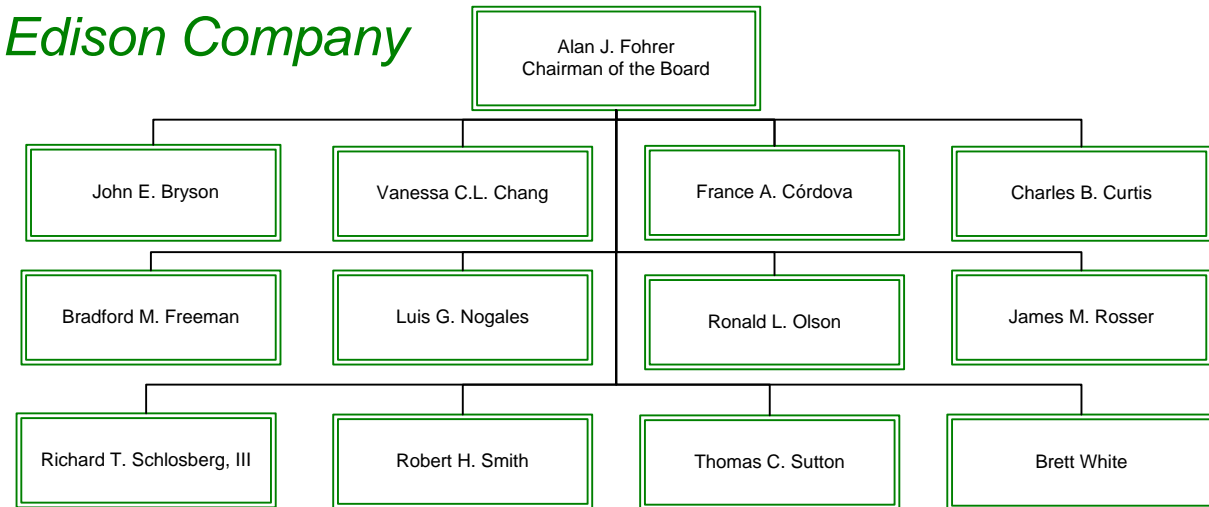 Edison Company
Alan J. Fohrer
Chairman of the Board
John E. Bryson
Vanessa C.L. Chang
France A. Córdova
Charles B. Curtis
Bradford M. Freeman
Luis G. Nogales
Ronald L. Olson
James M. Rosser
Richard T. Schlosberg, III
Robert H. Smith
Thomas C. Sutton
Brett White